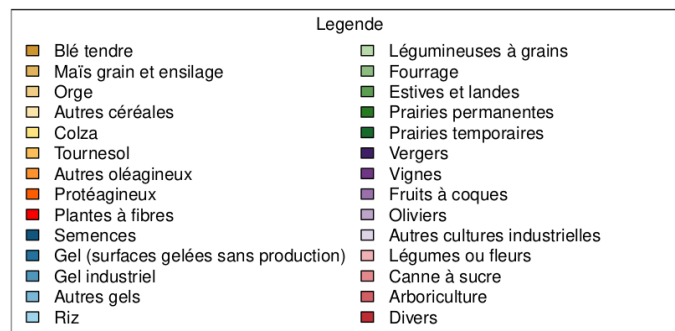 Legende
Blé tendre
Maïs grain et ensilage
Orge
Autres céréales
Colza
Tournesol
Autres oléagineux
Protéagineux
Plantes à fibres
Semences
Gel (surfaces gelées sans production)
Gel industriel
Autres gels
Riz
Légumineuses à grains
Fourrage
Estives et landes
Prairies permanentes
Prairies temporaires
Vergers
Vignes
Fruits à coques
Oliviers
Autres cultures industrielles
Légumes ou fleurs
Canne à sucre
Arboriculture
Divers